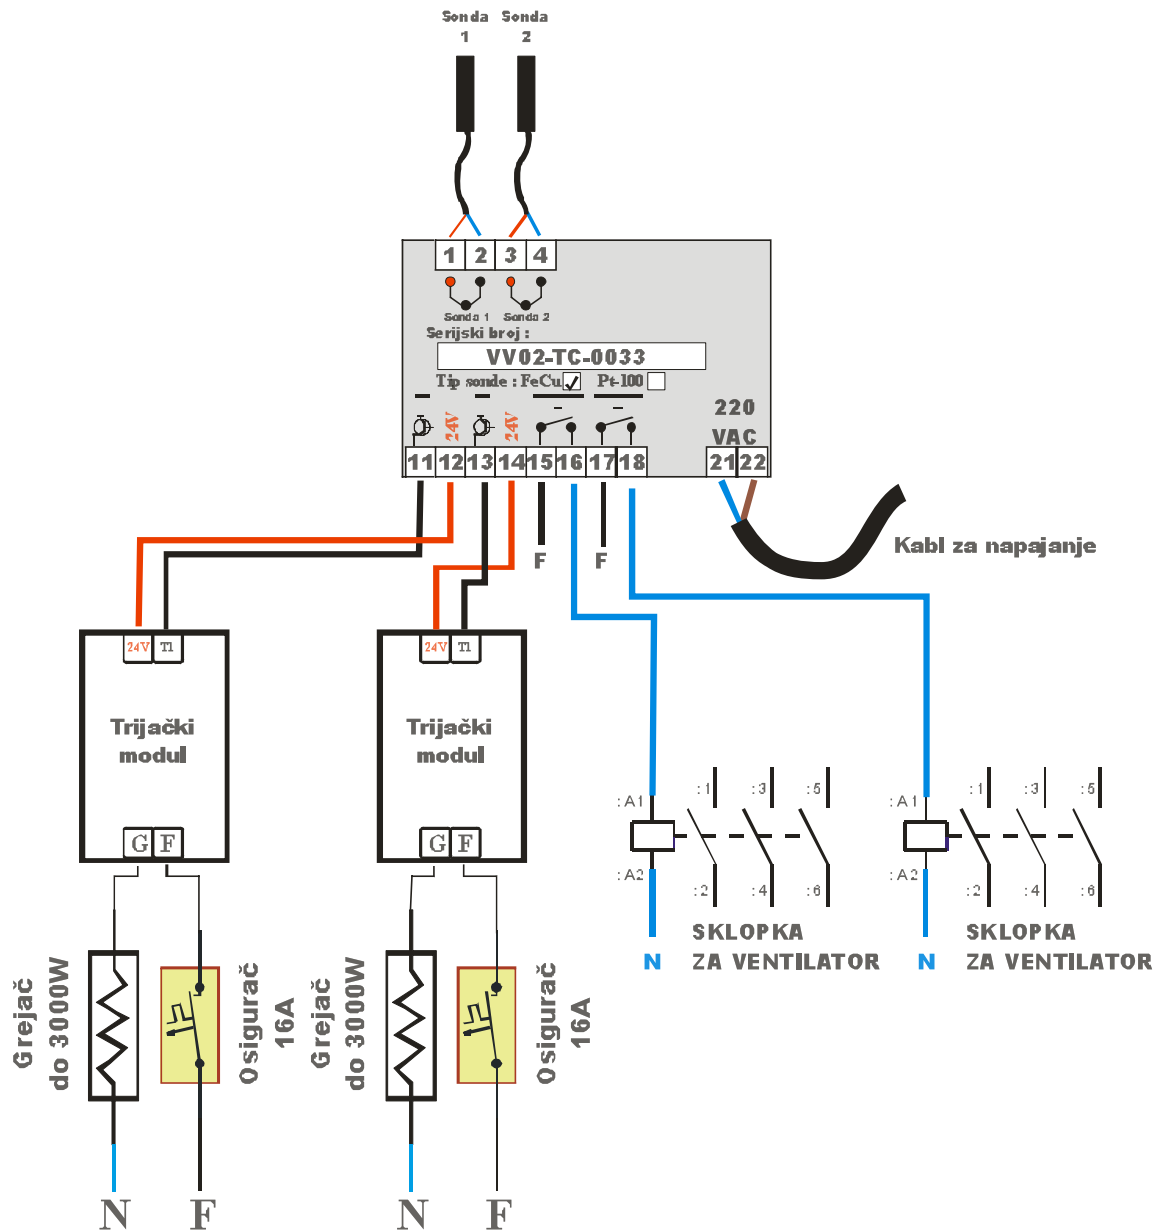 Sonda Sonda
1 2
1 2 3 4
Sonda 1 Sonda 2
Serijski broj :
VV02-TC-0033
Tip sonde : FeCu Pt-100
24V 24V
220
VAC
11 12 13 14 15 16 17 18 21 22
F F
Kabl za napajanje
24V T1 24V T1
Trijački
modul
Trijački
modul
G F G F
:A1 :1 :3 :5
:A1 :1 :3 :5
:A2 :2 :4 :6
:A2 :2 :4 :6
SKLOPKA
N ZA VENTILATOR
SKLOPKA
N ZA VENTILATOR
Grejač
do 3000W
Osigurač
16A
Grejač
do 3000W
Osigurač
16A
N F N F